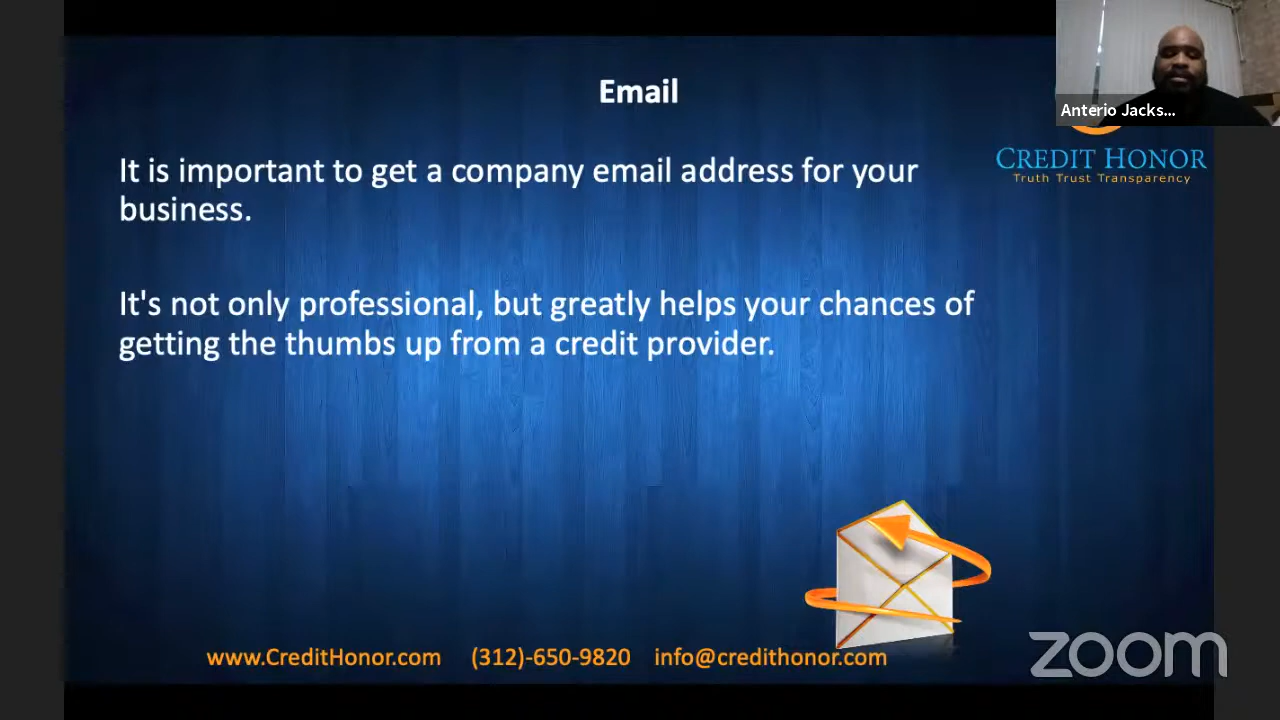 Email
Anterio Jacks...
CREDIT HONOR
Truth Trust Transparency
It is important to get a company email address for your
business.
It's not only professional, but greatly helps your chances of
getting the thumbs up from a credit provider.
www.CreditHonor.com (312)-650-9820 info@credithonor.com
zoom